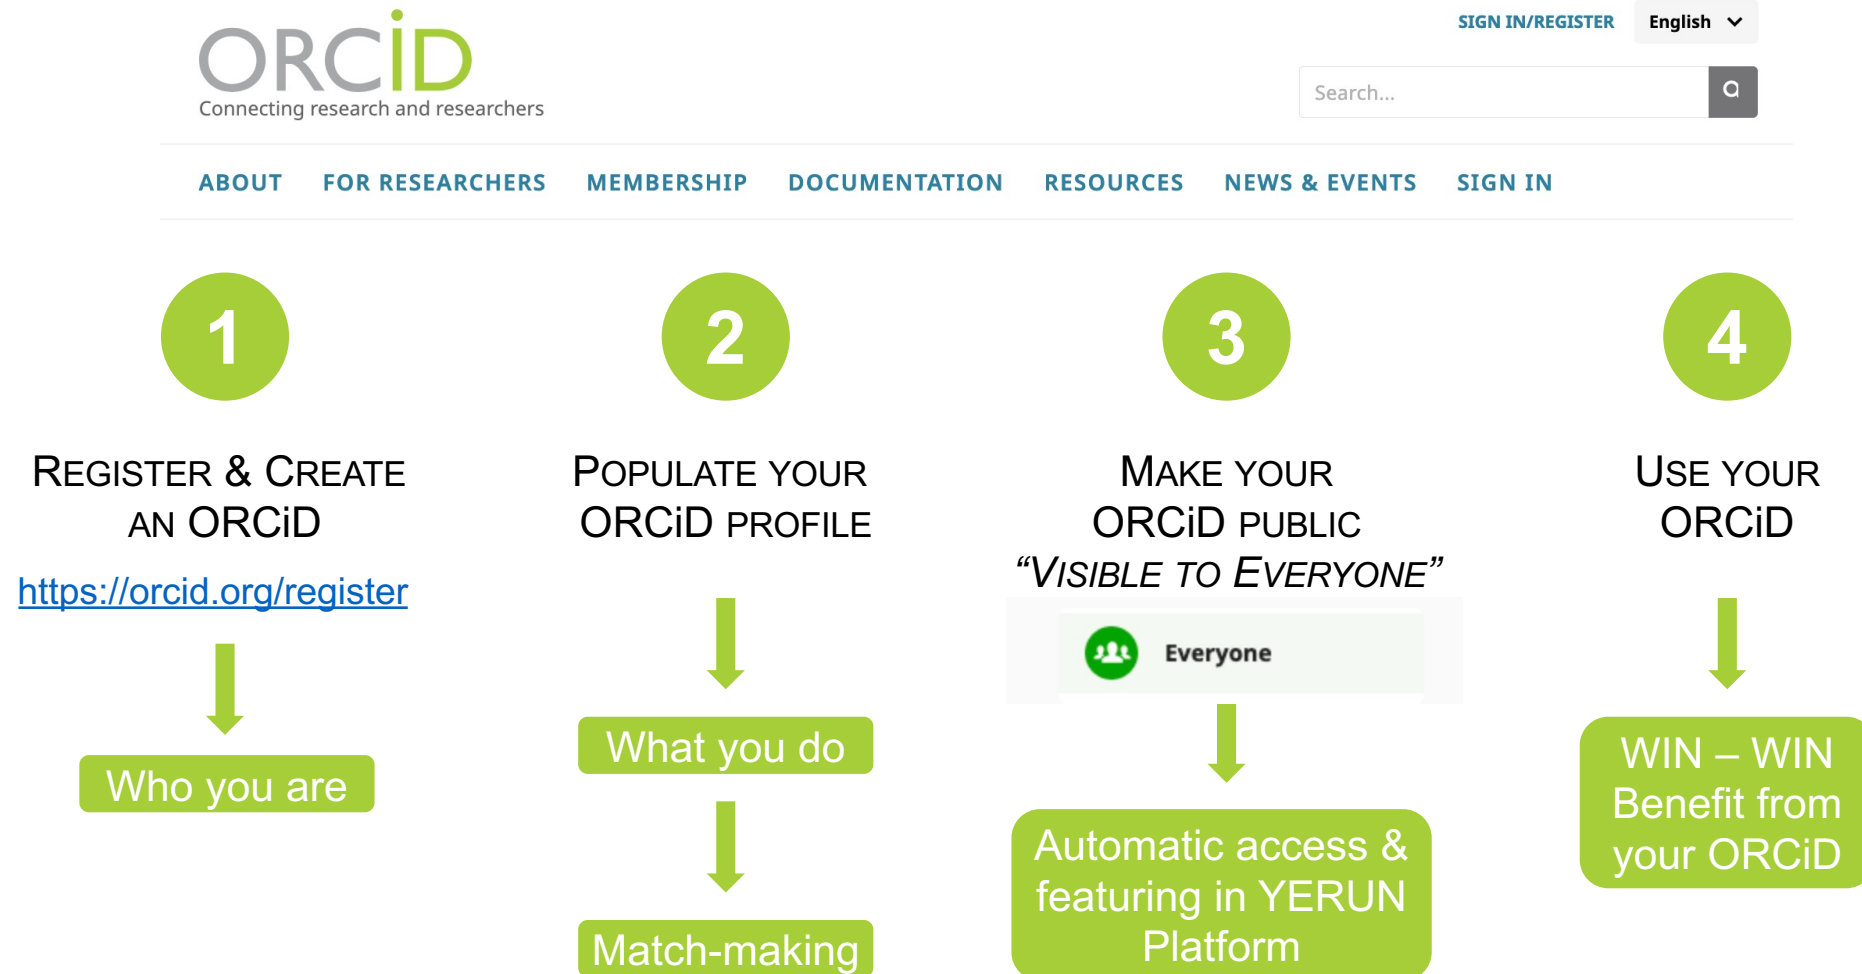 ORCiD
Connecting research and researchers
SIGN IN/REGISTER
English
Search...
ABOUT
FOR RESEARCHERS
MEMBERSHIP
DOCUMENTATION
RESOURCES
NEWS & EVENTS
SIGN IN
1
REGISTER & CREATE
AN ORCiD
https://orcid.org/register
Who you are
2
POPULATE YOUR
ORCiD PROFILE
What you do
Match-making
3
MAKE YOUR
ORCiD PUBLIC
“VISIBLE TO EVERYONE”
Everyone
Automatic access &
featuring in YERUN
Platform
4
USE YOUR
ORCiD
WIN – WIN
Benefit from
your ORCiD